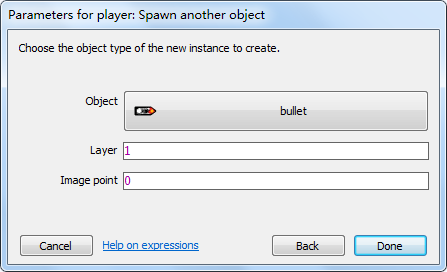 Parameters for player: Spawn another object
Choose the object type of the new instance to create.
Object bullet
Layer 1
Image point 0
Cancel Help on expressions Back Done